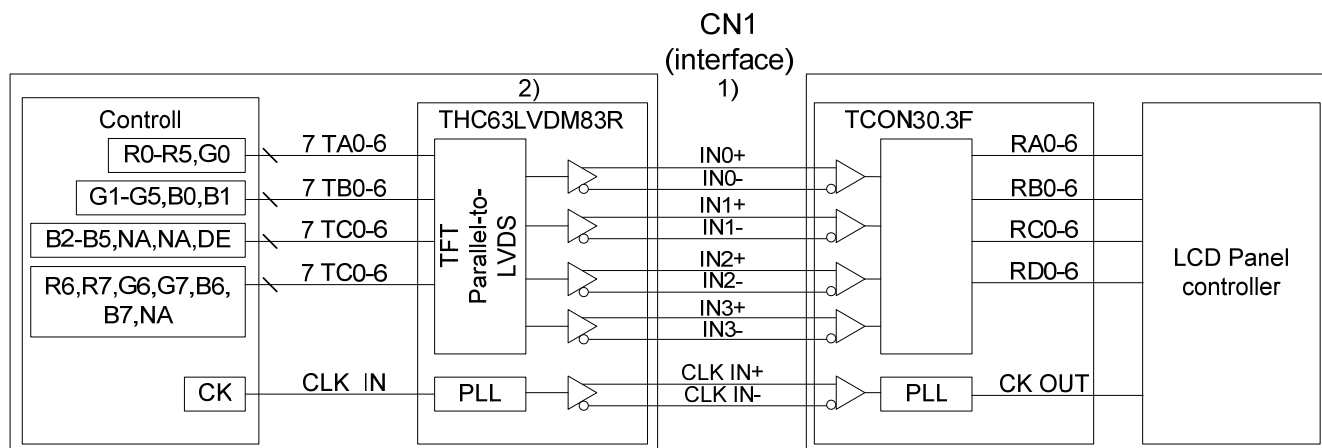 CN1
(interface)
1)
2)
Controll
R0-R5,G0
G1-G5,B0,B1
B2-B5,NA,NA,DE
R6,R7,G6,G7,B6,
B7,NA
CK
7 TA0-6
7 TB0-6
7 TC0-6
7 TC0-6
CLK IN
THC63LVDM83R
TFT
Parallel-to-
LVDS
PLL
IN0+
IN0-
IN1+
IN1-
IN2+
IN2-
IN3+
IN3-
CLK IN+
CLK IN-
TCON30.3F
PLL
RA0-6
RB0-6
RC0-6
RD0-6
CK OUT
LCD Panel
controller